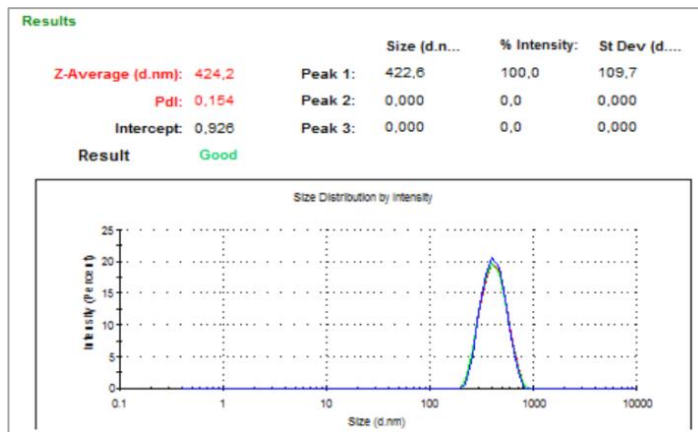 Results
Size (d.n... % Intensity: St Dev (d....
Z-Average (d.nm): 424,2 Peak 1: 422,6 100,0 109,7
PdI: 0,154 Peak 2: 0,000 0,0 0,000
Intercept: 0,926 Peak 3: 0,000 0,0 0,000
Result Good
Size Distribution by Intensity
Intensity (Percent)
25
20
15
10
5
0
0.1 1 10 100 1000 10000
Size (d.nm)